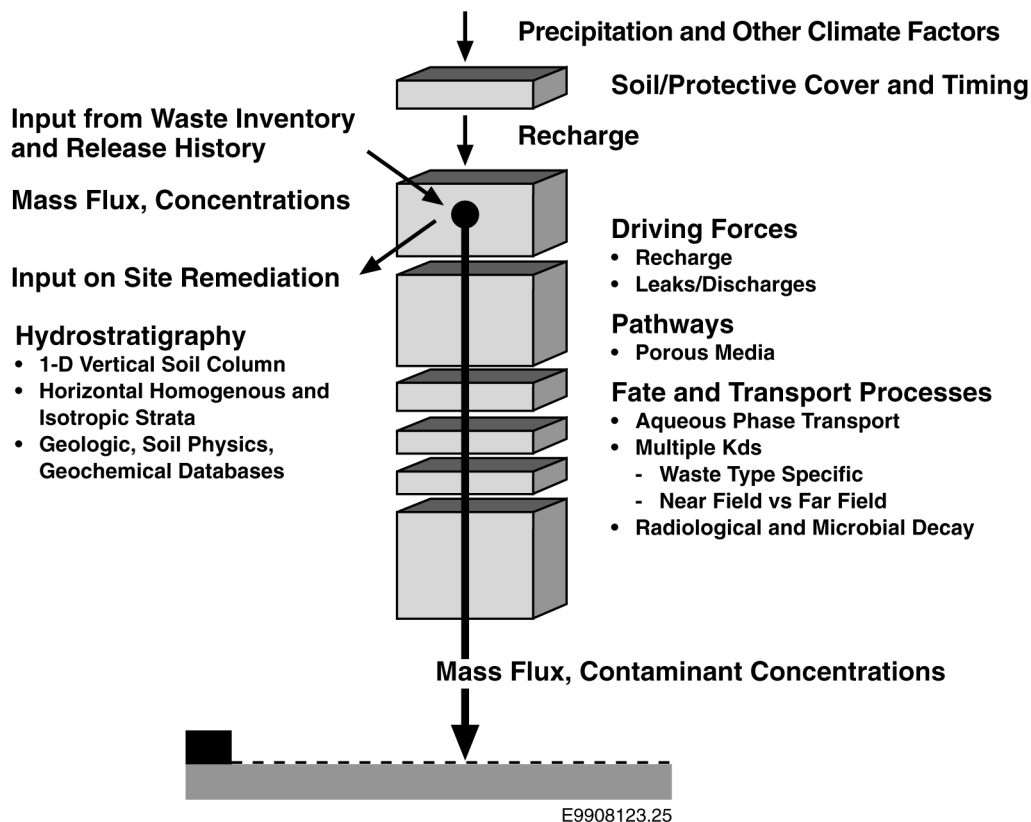 Precipitation and Other Climate Factors
Soil/Protective Cover and Timing
Input from Waste Inventory
and Release History
Recharge
Mass Flux, Concentrations
Input on Site Remediation
Hydrostratigraphy
• 1-D Vertical Soil Column
• Horizontal Homogenous and
Isotropic Strata
• Geologic, Soil Physics,
Geochemical Databases
Driving Forces
• Recharge
• Leaks/Discharges
Pathways
• Porous Media
Fate and Transport Processes
• Aqueous Phase Transport
• Multiple Kds
- Waste Type Specific
- Near Field vs Far Field
• Radiological and Microbial Decay
Mass Flux, Contaminant Concentrations
E9908123.25